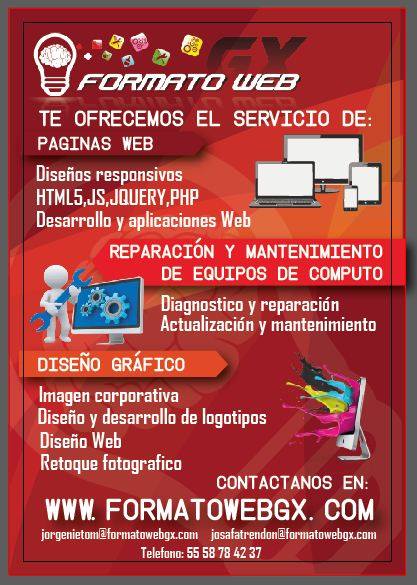 GX
FORMATO WEB
TE OFRECEMOS EL SERVICIO DE:
PAGINAS WEB
Diseños responsivos
HTML5,JS,JQUERY,PHP
Desarrollo y aplicaciones Web
REPARACIÓN Y MANTENIMIENTO
DE EQUIPOS DE COMPUTO
Diagnostico y reparación
Actualización y mantenimiento
DISEÑO GRÁFICO
Imagen corporativa
Diseño y desarrollo de logotipos
Diseño Web
Retoque fotografico
CONTACTANOS EN:
WWW. FORMATOWEBGX. COM
jorgenietom@formatowebgx.com josafatrendon@formatowebgx.com
Telefono: 55 58 78 42 37